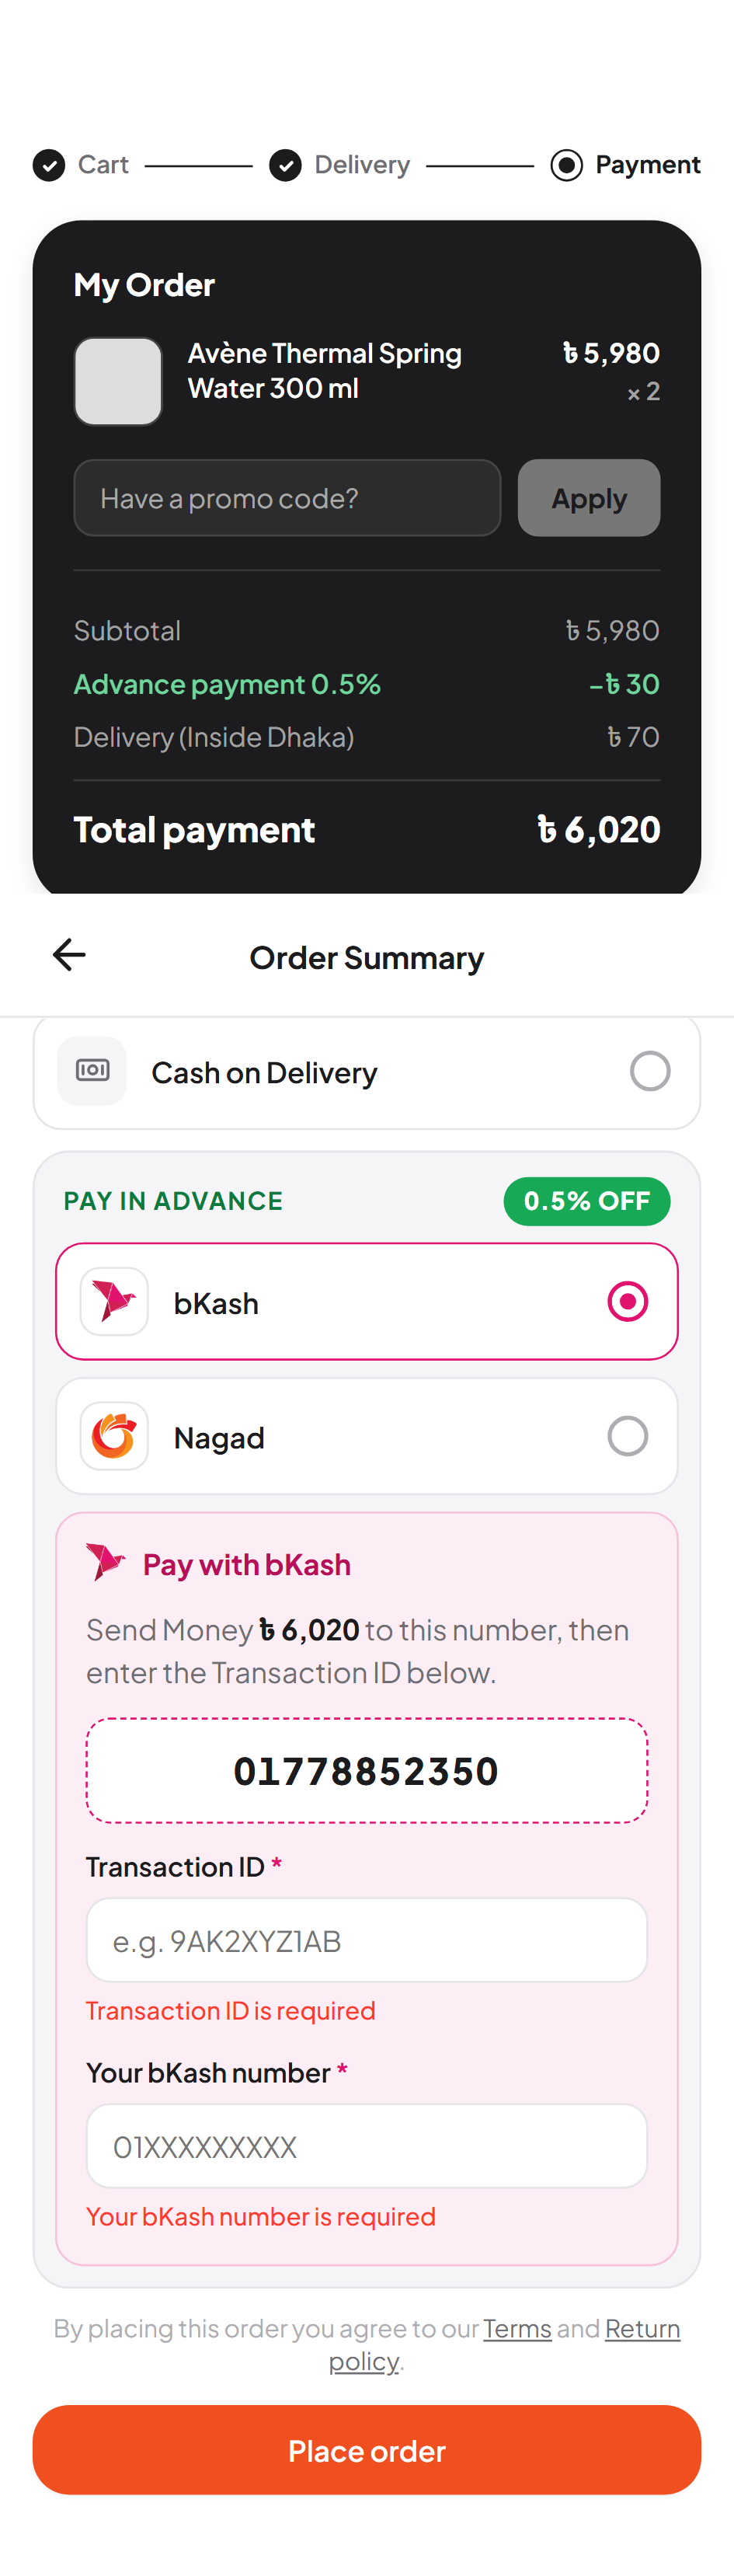 Cart
Delivery
Payment
My Order
Avène Thermal Spring
Water 300 ml
৳ 5,980
× 2
Have a promo code?
Apply
Subtotal
৳ 5,980
Advance payment 0.5%
–৳ 30
Delivery (Inside Dhaka)
৳ 70
Total payment
৳ 6,020
Order Summary
Cash on Delivery
PAY IN ADVANCE
0.5% OFF
bKash
Nagad
Pay with bKash
Send Money ৳ 6,020 to this number, then
enter the Transaction ID below.
01778852350
Transaction ID *
e.g. 9AK2XYZ1AB
Transaction ID is required
Your bKash number *
01XXXXXXXXX
Your bKash number is required
By placing this order you agree to our Terms and Return
policy.
Place order